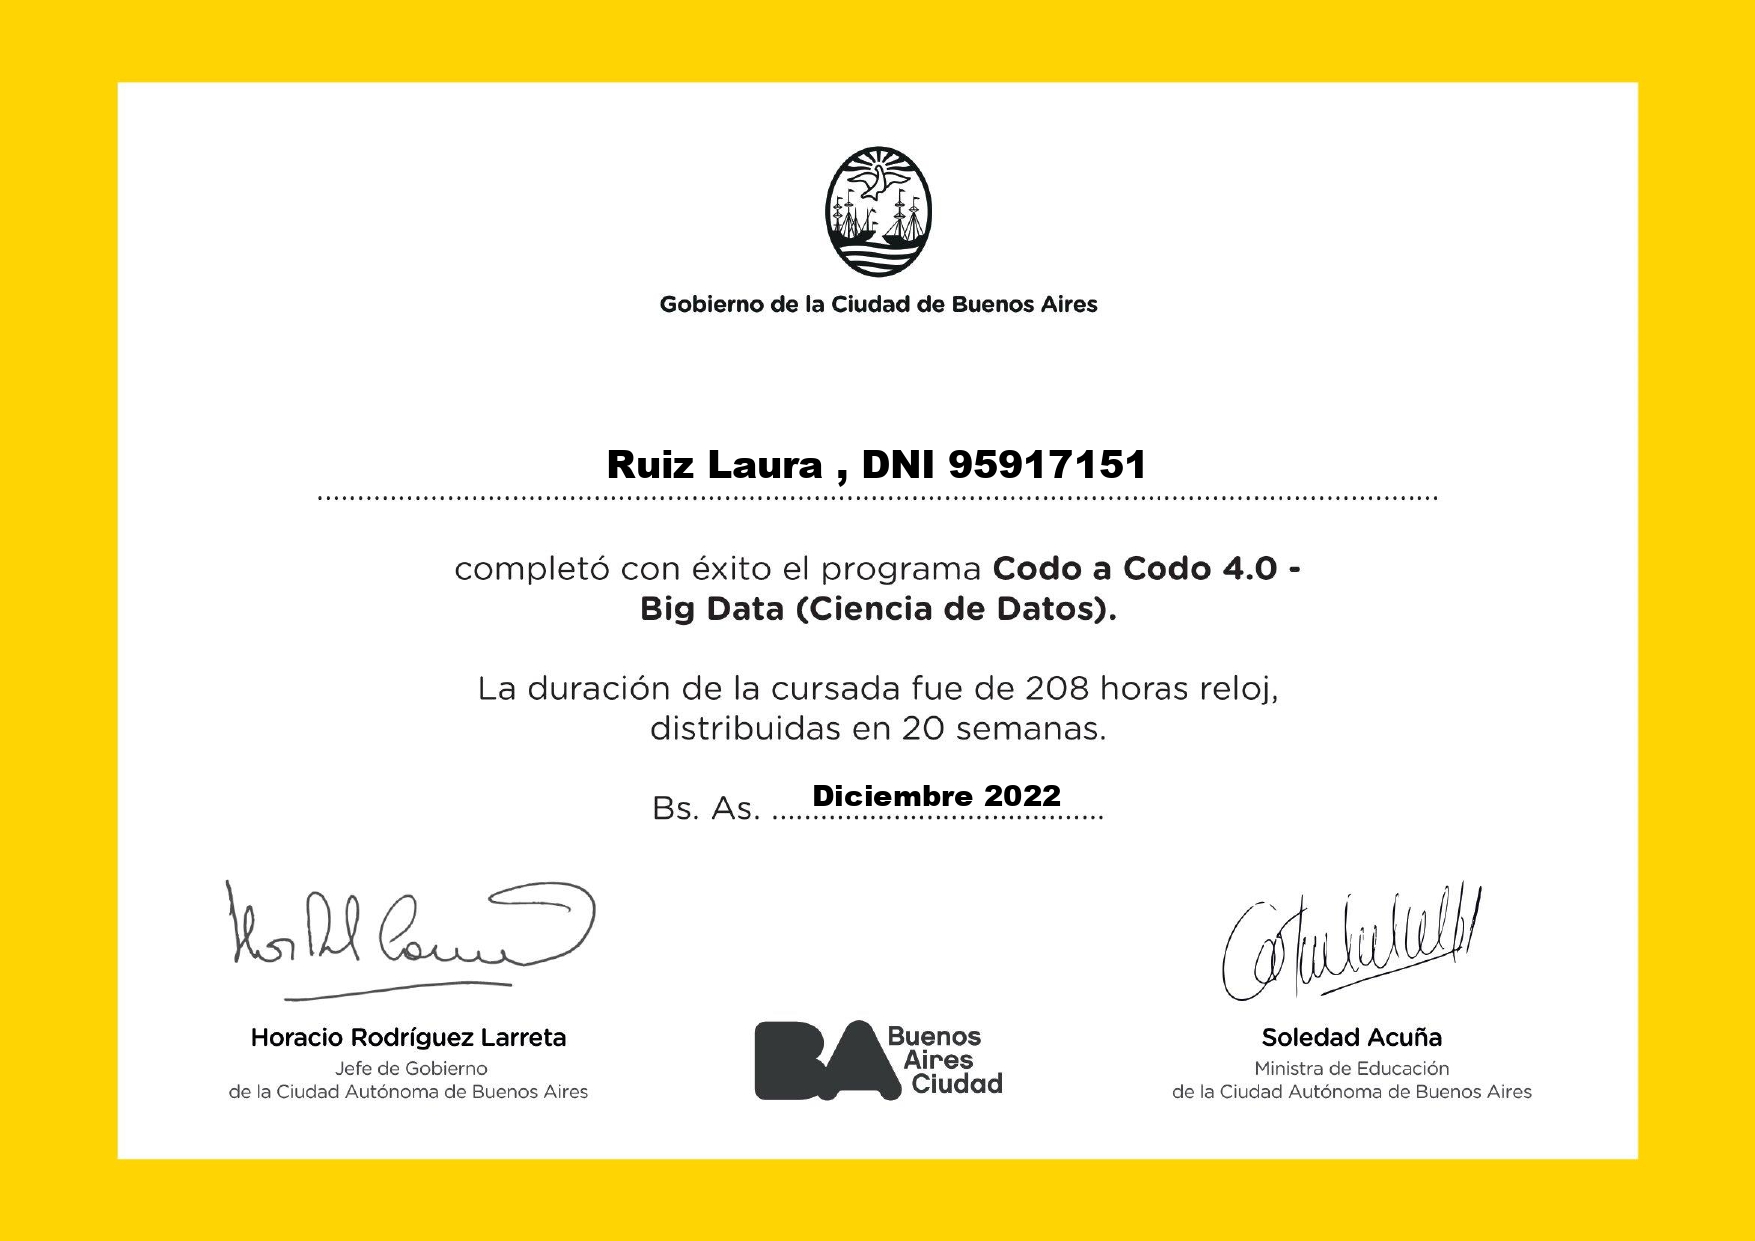 Gobierno de la Ciudad de Buenos Aires
Ruiz Laura , DNI 95917151
completó con éxito el programa Codo a Codo 4.0 -
Big Data (Ciencia de Datos).
La duración de la cursada fue de 208 horas reloj,
distribuidas en 20 semanas.
Bs. As. Diciembre 2022
Horacio Rodríguez Larreta
Jefe de Gobierno
de la Ciudad Autónoma de Buenos Aires
BA
Buenos
Aires
Ciudad
Soledad Acuña
Ministra de Educación
de la Ciudad Autónoma de Buenos Aires